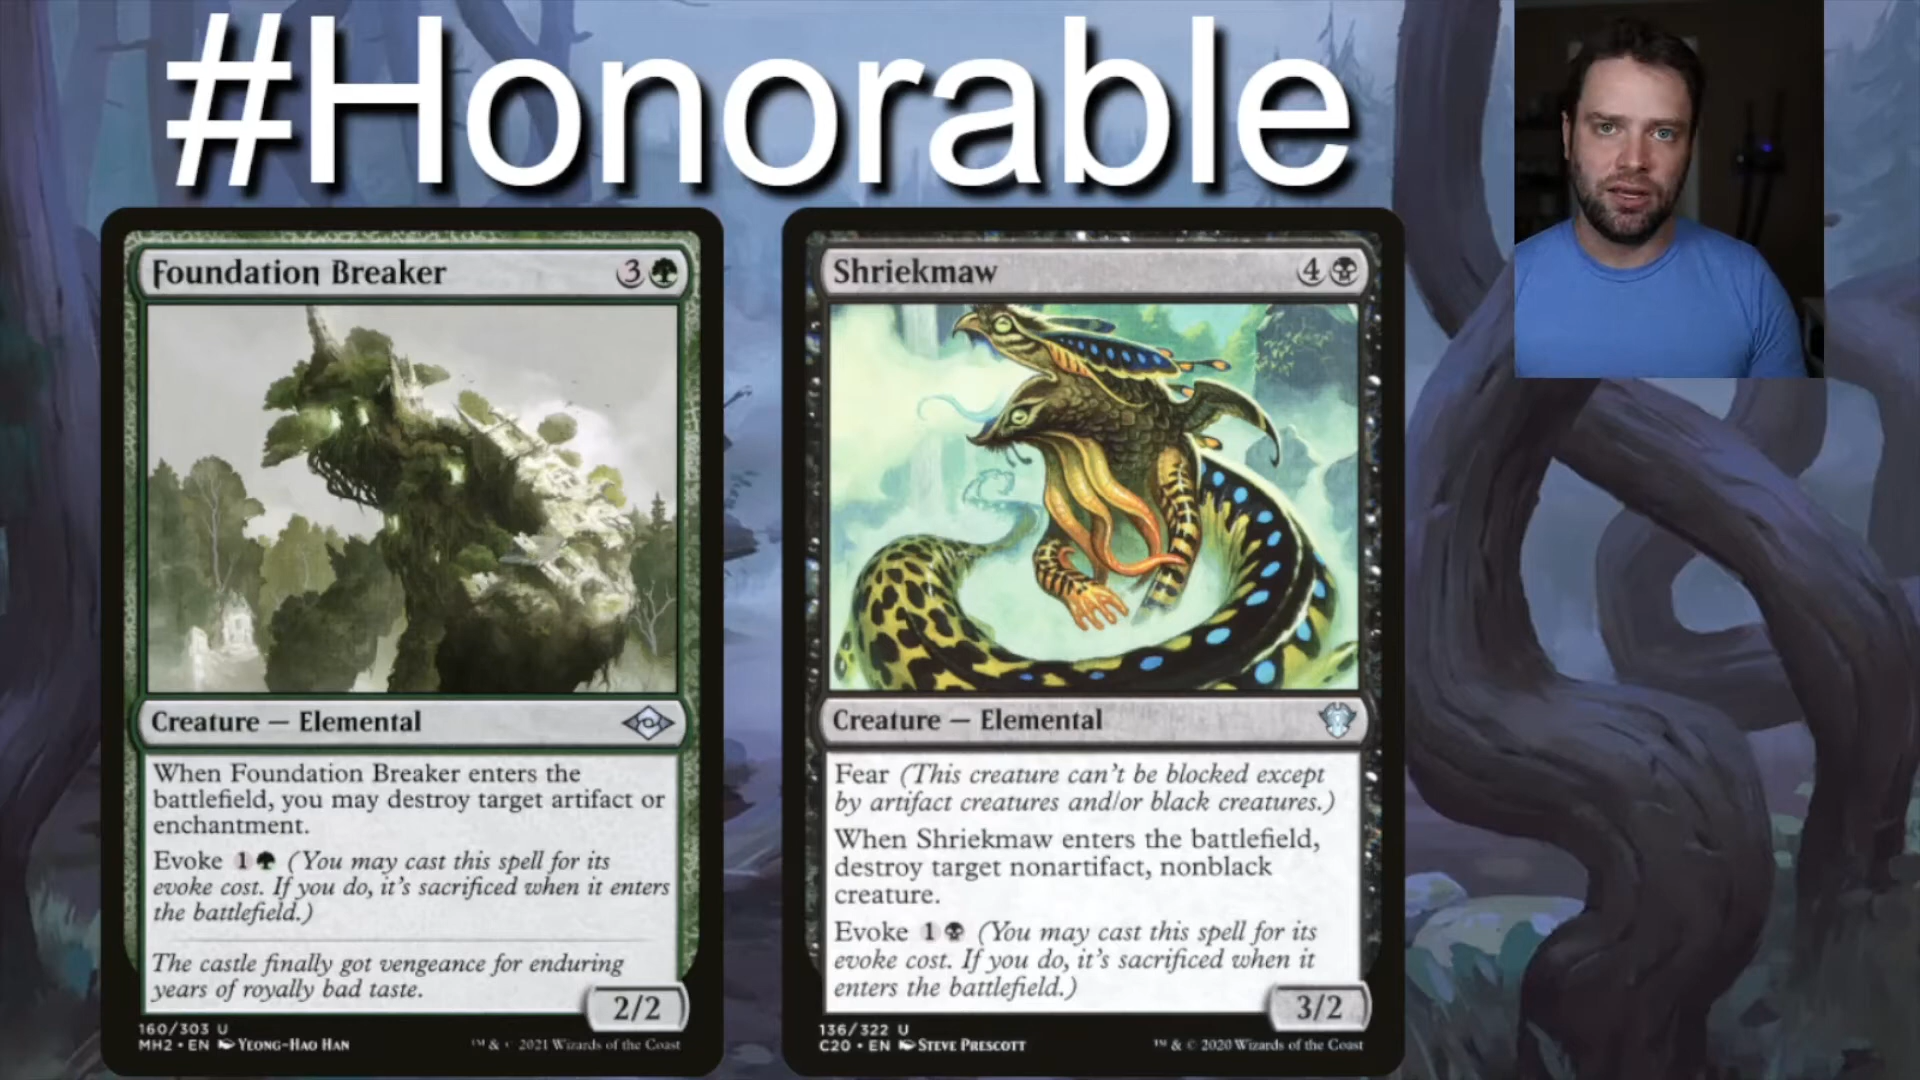 #Honorable
Foundation Breaker 3
Creature — Elemental
When Foundation Breaker enters the
battlefield, you may destroy target artifact or
enchantment.
Evoke 1 (You may cast this spell for its
evoke cost. If you do, it's sacrificed when it enters
the battlefield.)
The castle finally got vengeance for enduring
years of royally bad taste.
2/2
160/303 U
MH2 • EN YEONG-HAO HAN
™ & © 2021 Wizards of the Coast
Shriekmaw 4
Creature — Elemental
Fear (This creature can't be blocked except
by artifact creatures and/or black creatures.)
When Shriekmaw enters the battlefield,
destroy target nonartifact, nonblack
creature.
Evoke 1 (You may cast this spell for its
evoke cost. If you do, it's sacrificed when it
enters the battlefield.)
3/2
136/322 U
C20 • EN STEVE PRESCOTT
™ & © 2020 Wizards of the Coast